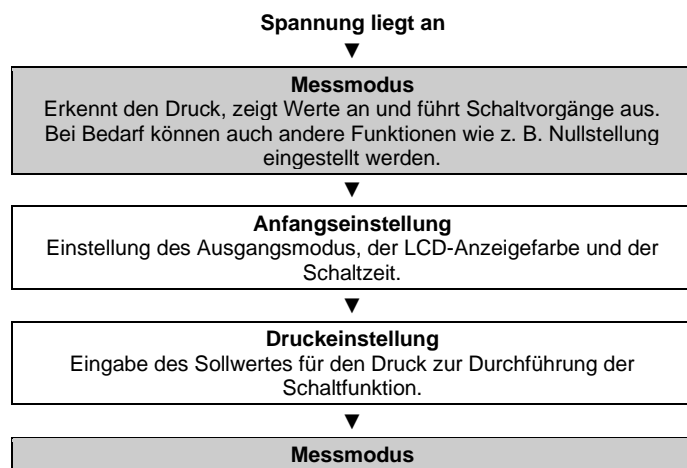 Spannung liegt an
▼
Messmodus
Erkennt den Druck, zeigt Werte an und führt Schaltvorgänge aus.
Bei Bedarf können auch andere Funktionen wie z. B. Nullstellung
eingestellt werden.
▼
Anfangseinstellung
Einstellung des Ausgangsmodus, der LCD-Anzeigefarbe und der
Schaltzeit.
▼
Druckeinstellung
Eingabe des Sollwertes für den Druck zur Durchführung der
Schaltfunktion.
▼
Messmodus